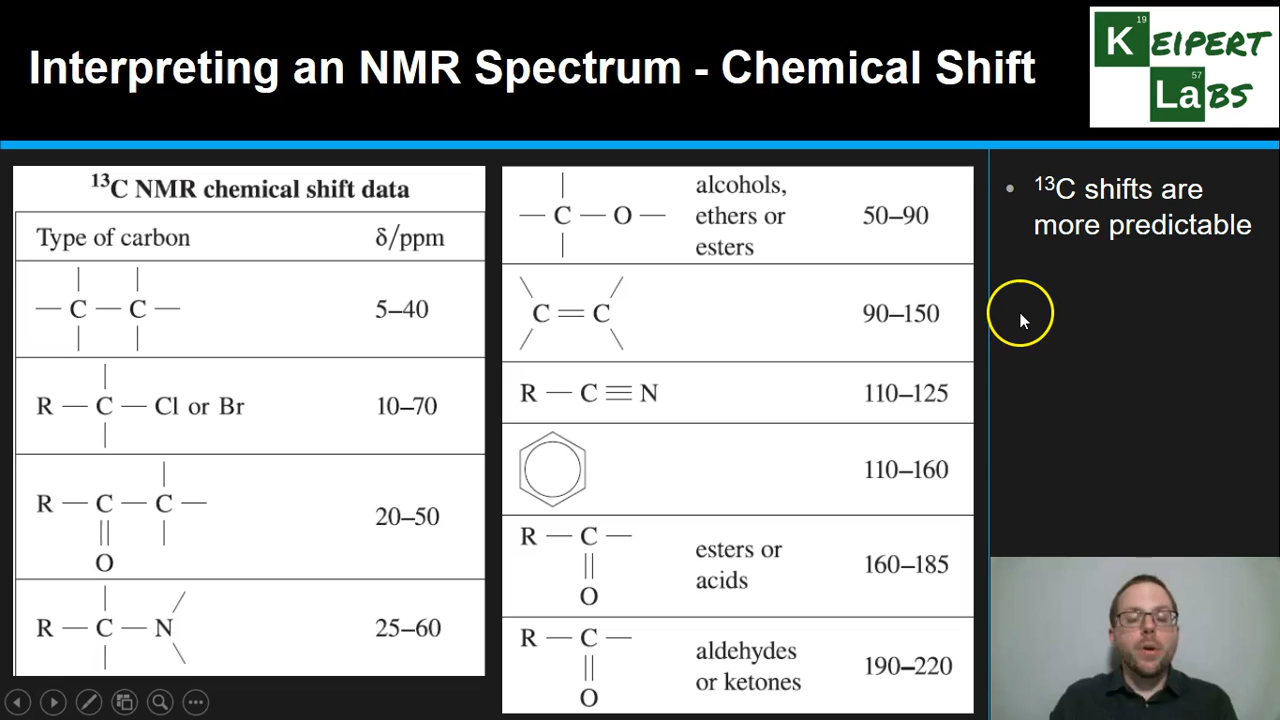 Interpreting an NMR Spectrum - Chemical Shift
19
K EIPERT
57
La BS
¹³C NMR chemical shift data
Type of carbon δ/ppm
— C — C — 5–40
R — C — Cl or Br 10–70
R — C — C — 20–50
O
R — C — N 25–60
— C — O — alcohols, ethers or esters 50–90
C = C 90–150
R — C ≡ N 110–125
110–160
R — C — esters or acids 160–185
O
R — C — aldehydes or ketones 190–220
O
• ¹³C shifts are
more predictable